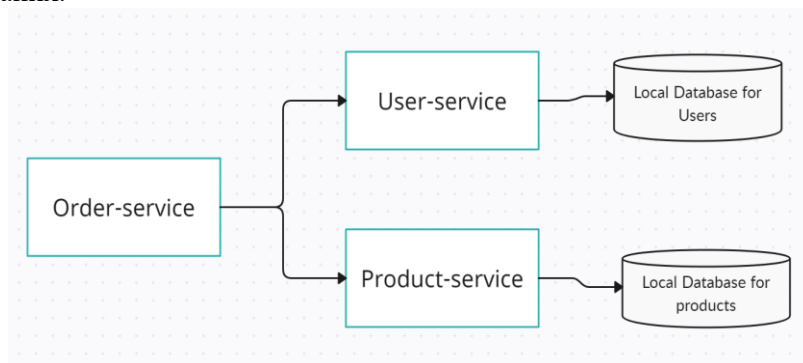 User-service
Local Database for
Users
Order-service
Product-service
Local Database for
products